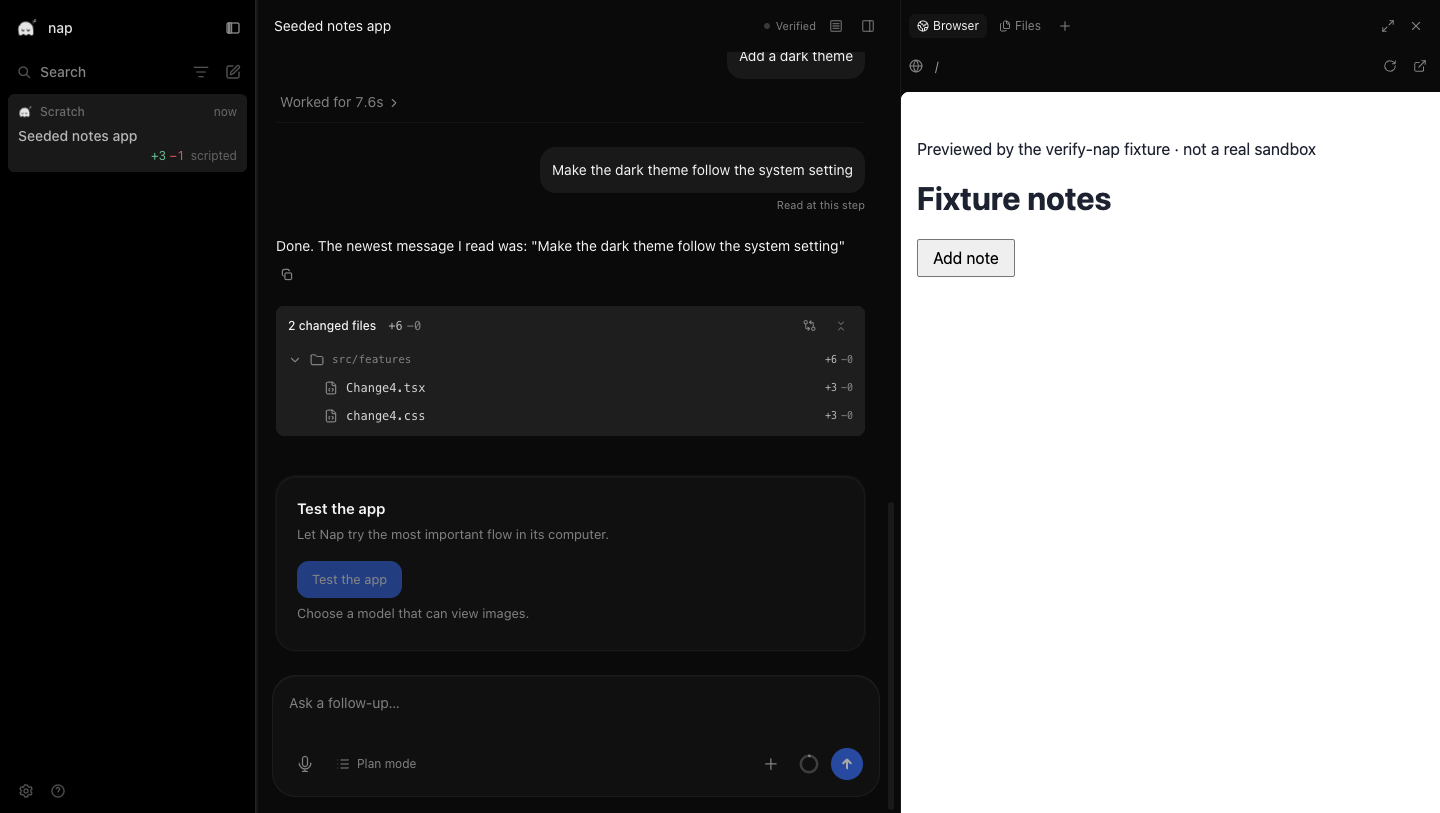 nap
Search
Scratch
now
Seeded notes app
+3 −1 scripted
Seeded notes app
Verified
Add a dark theme
Worked for 7.6s
Make the dark theme follow the system setting
Read at this step
Done. The newest message I read was: "Make the dark theme follow the system setting"
2 changed files +6 −0
src/features +6 −0
Change4.tsx +3 −0
change4.css +3 −0
Test the app
Let Nap try the most important flow in its computer.
Test the app
Choose a model that can view images.
Ask a follow-up...
Plan mode
Browser
Files
/
Previewed by the verify-nap fixture · not a real sandbox
Fixture notes
Add note